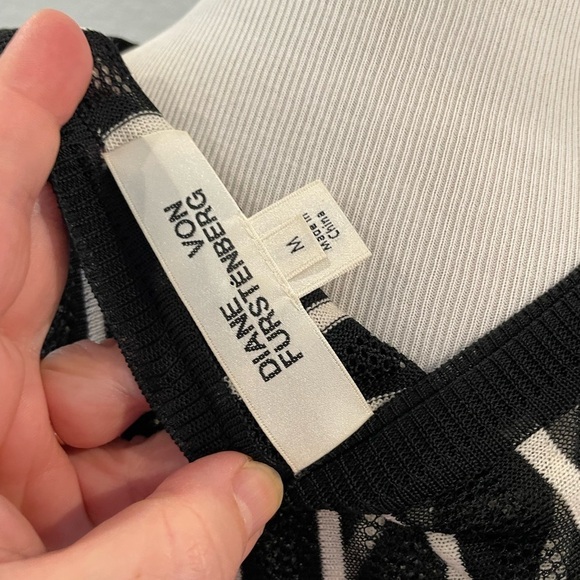 DIANE
VON
FURSTENBERG
M
Made in
China